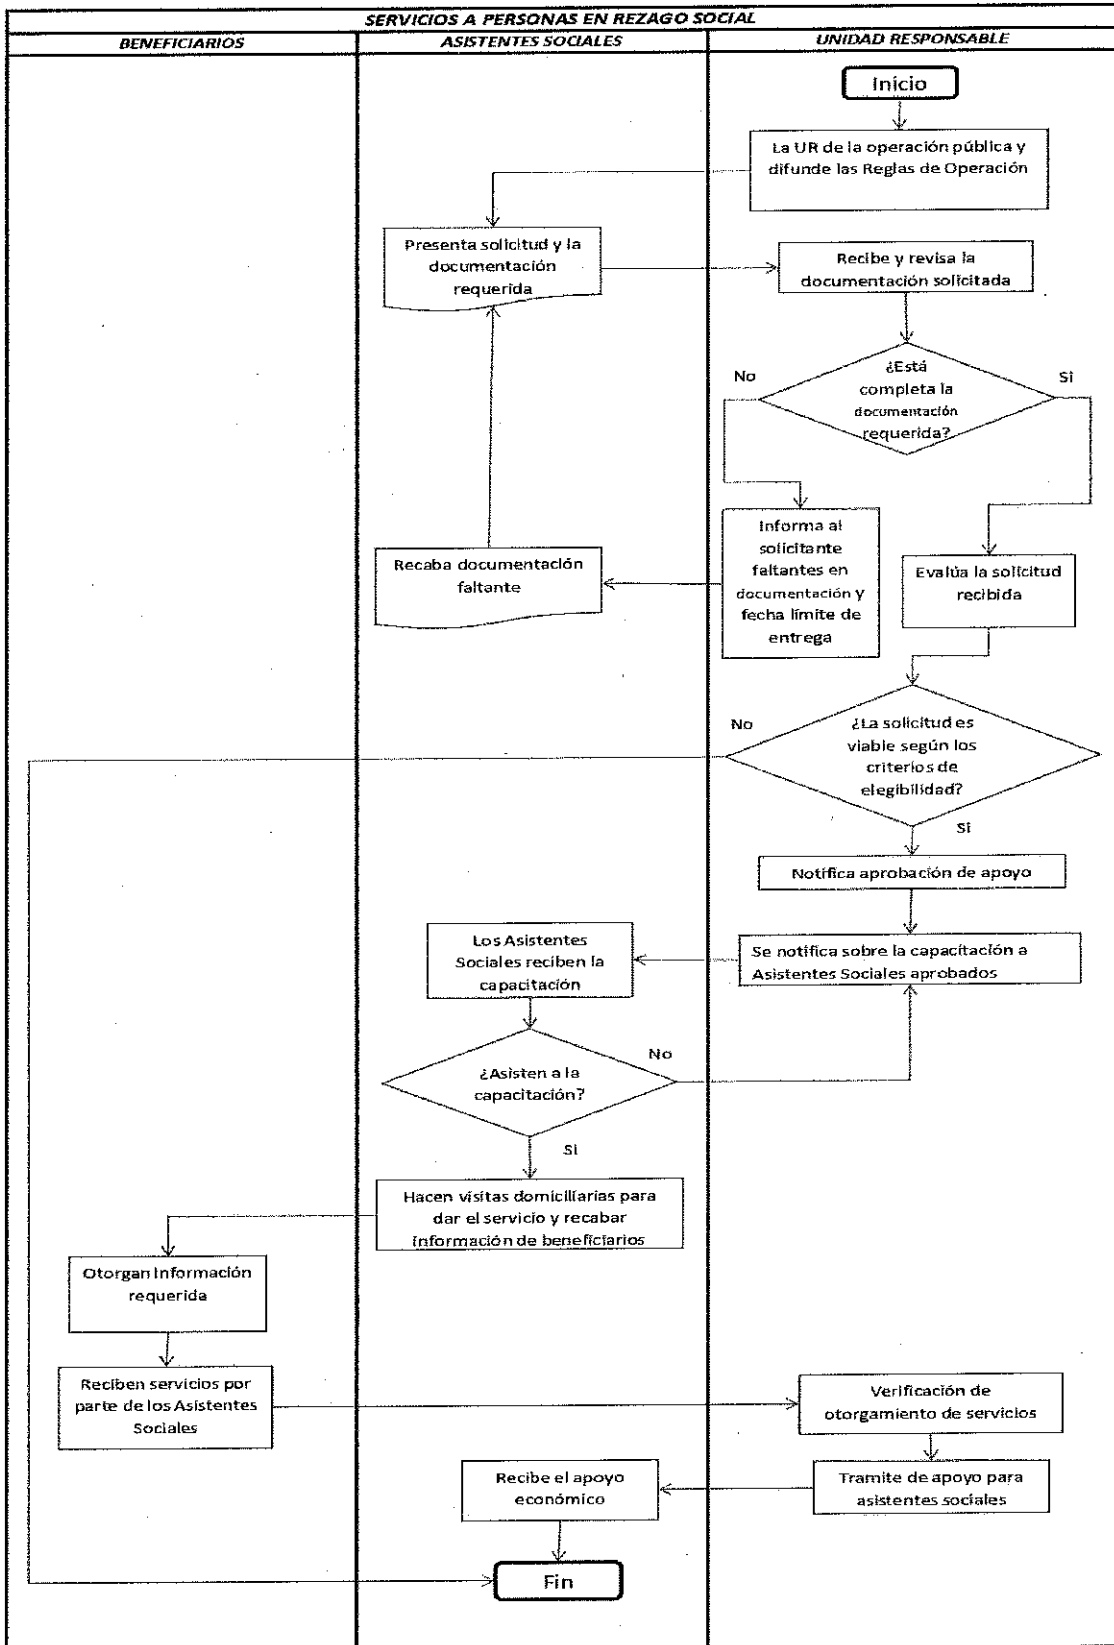 SERVICIOS A PERSONAS EN REZAGO SOCIAL
BENEFICIARIOS
ASISTENTES SOCIALES
UNIDAD RESPONSABLE
Inicio
La UR de la operación pública y
difunde las Reglas de Operación
Presenta solicitud y la
documentación
requerida
Recibe y revisa la
documentación solicitada
No
¿Está
completa la
documentación
requerida?
Si
Informa al
solicitante
faltantes en
documentación y
fecha límite de
entrega
Recaba documentación
faltante
Evalúa la solicitud
recibida
No
¿La solicitud es
viable según los
criterios de
elegibilidad?
Si
Notifica aprobación de apoyo
Se notifica sobre la capacitación a
Asistentes Sociales aprobados
Los Asistentes
Sociales reciben la
capacitación
No
¿Asisten a la
capacitación?
Si
Hacen visitas domiciliarias para
dar el servicio y recabar
información de beneficiarios
Otorgan Información
requerida
Reciben servicios por
parte de los Asistentes
Sociales
Verificación de
otorgamiento de servicios
Tramite de apoyo para
asistentes sociales
Recibe el apoyo
económico
Fin